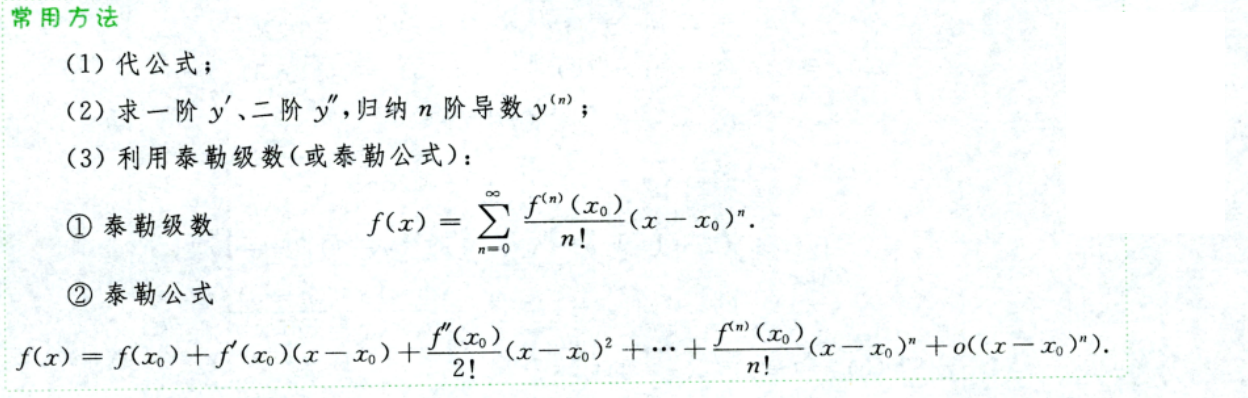 常用方法
(1) 代公式；
(2) 求一阶 y′、二阶 y″,归纳 n 阶导数 y⁽ⁿ⁾；
(3) 利用泰勒级数(或泰勒公式)：
① 泰勒级数 f(x) = \sum_{n=0}^{\infty} \frac{f^{(n)}(x_0)}{n!}(x - x_0)^n.
② 泰勒公式
f(x) = f(x_0) + f'(x_0)(x - x_0) + \frac{f''(x_0)}{2!}(x - x_0)^2 + \cdots + \frac{f^{(n)}(x_0)}{n!}(x - x_0)^n + o((x - x_0)^n).